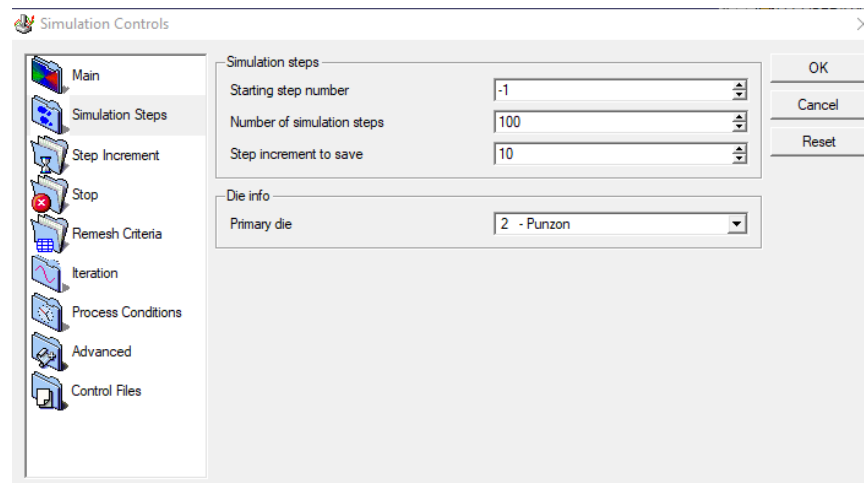 Simulation Controls
Main
Simulation Steps
Step Increment
Stop
Remesh Criteria
Iteration
Process Conditions
Advanced
Control Files
Simulation steps
Starting step number -1
Number of simulation steps 100
Step increment to save 10
Die info
Primary die 2 - Punzon
OK
Cancel
Reset